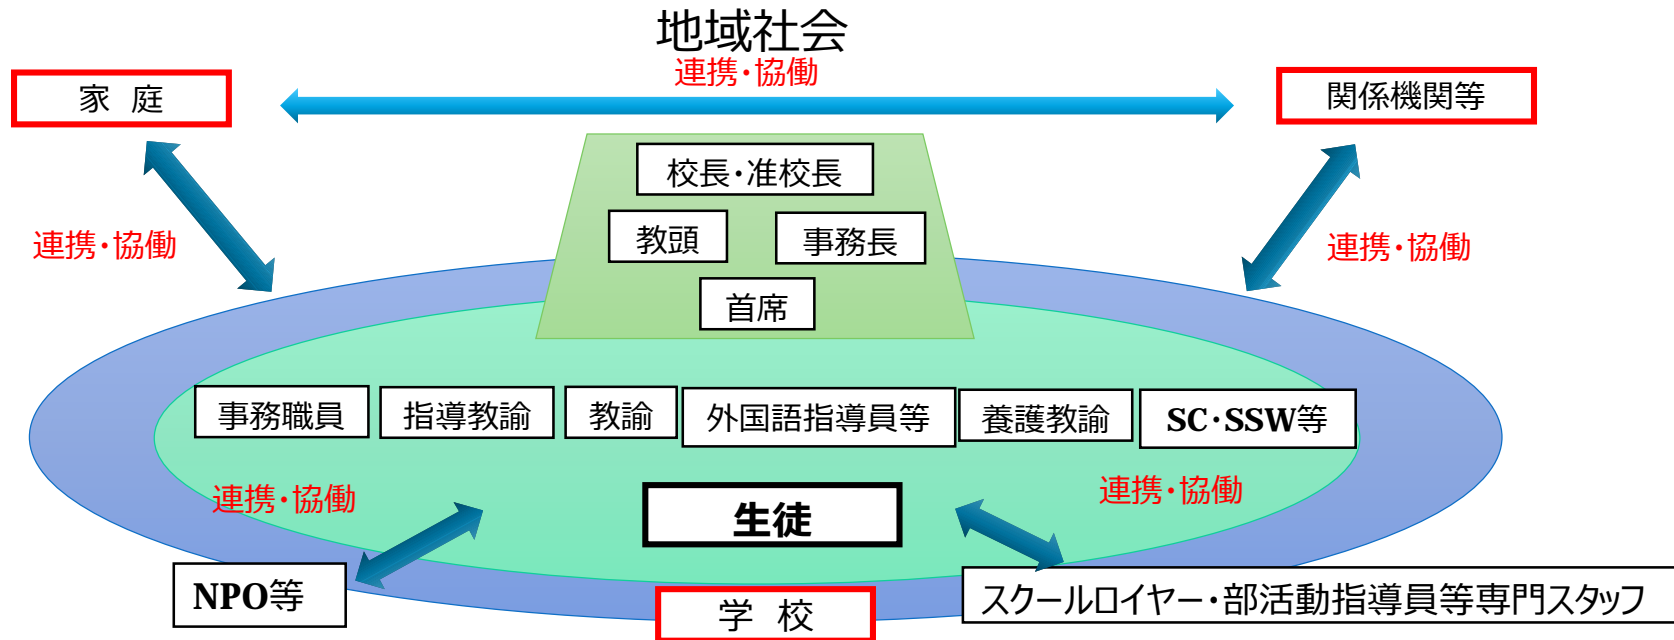 地域社会
連携・協働
家 庭
関係機関等
校長・准校長
教頭
事務長
連携・協働
連携・協働
首席
事務職員
指導教諭
教諭
外国語指導員等
養護教諭
SC・SSW等
連携・協働
連携・協働
生徒
NPO等
学 校
スクールロイヤー・部活動指導員等専門スタッフ